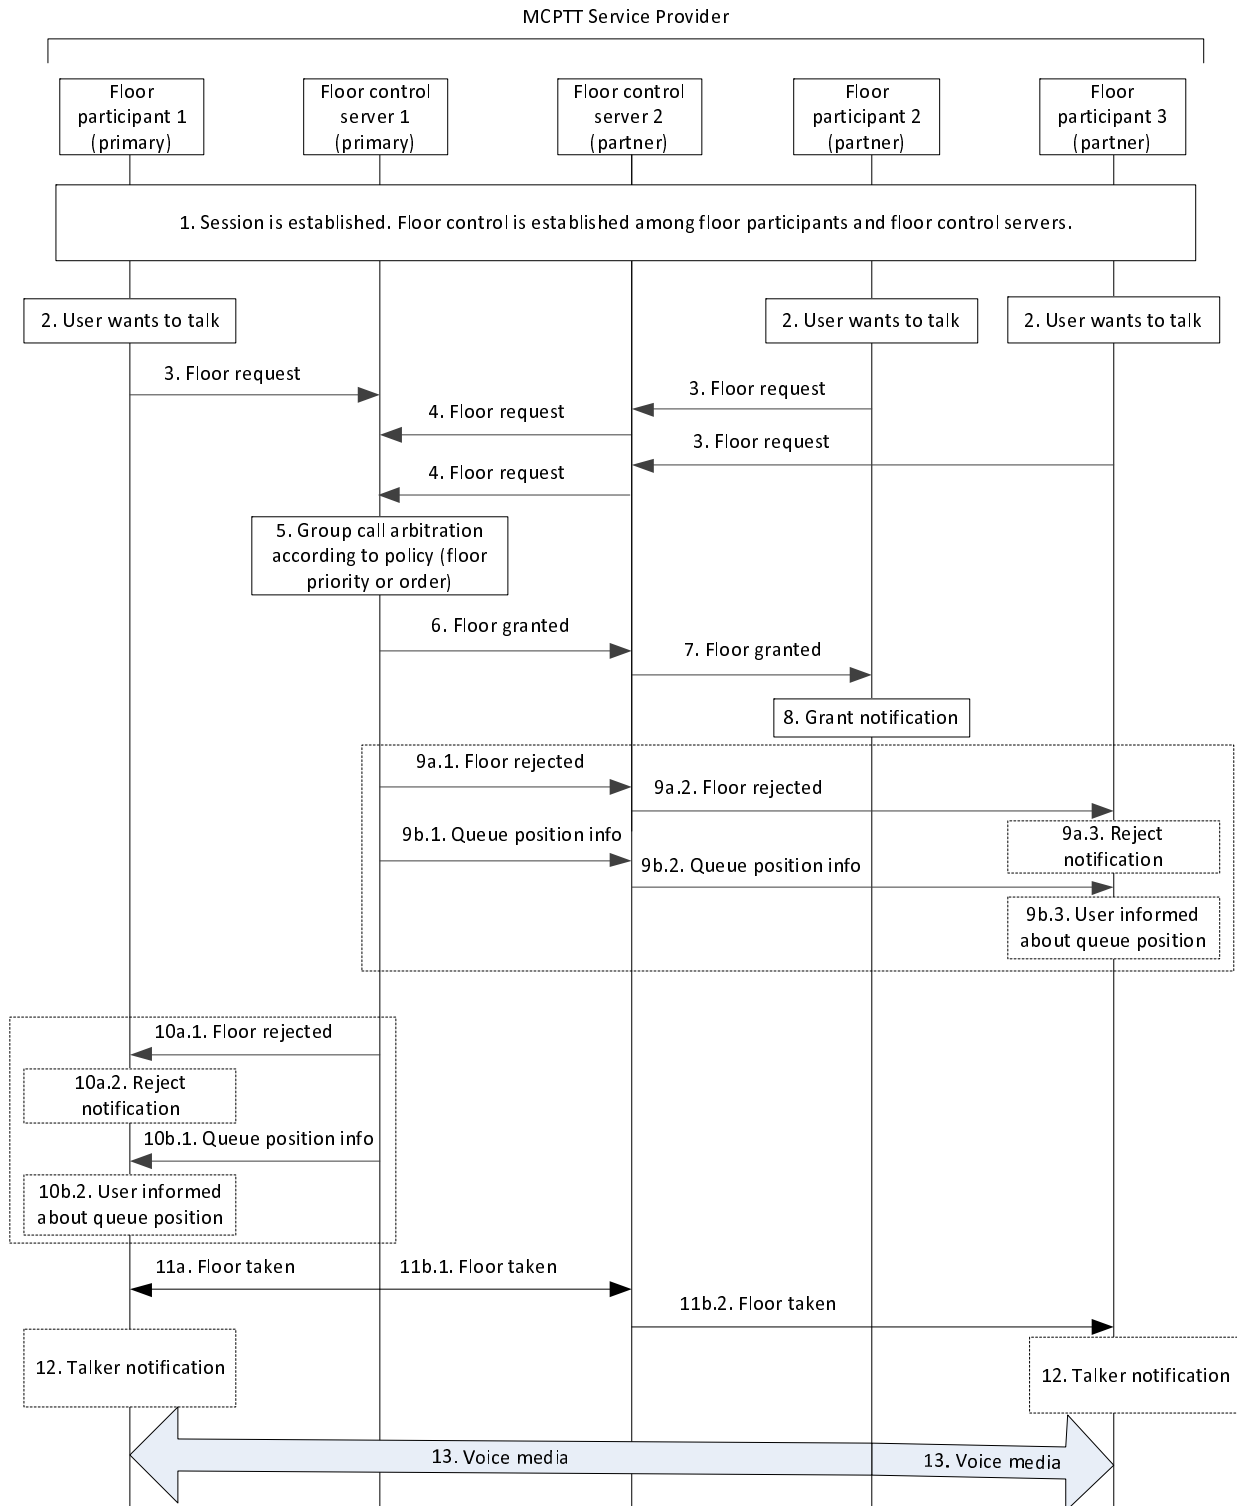 MCPTT Service Provider
Floor
participant 1
(primary)
Floor control
server 1
(primary)
Floor control
server 2
(partner)
Floor
participant 2
(partner)
Floor
participant 3
(partner)
1. Session is established. Floor control is established among floor participants and floor control servers.
2. User wants to talk
2. User wants to talk
2. User wants to talk
3. Floor request
3. Floor request
4. Floor request
3. Floor request
4. Floor request
5. Group call arbitration
according to policy (floor
priority or order)
6. Floor granted
7. Floor granted
8. Grant notification
9a.1. Floor rejected
9a.2. Floor rejected
9a.3. Reject
notification
9b.1. Queue position info
9b.2. Queue position info
9b.3. User informed
about queue position
10a.1. Floor rejected
10a.2. Reject
notification
10b.1. Queue position info
10b.2. User informed
about queue position
11a. Floor taken
11b.1. Floor taken
11b.2. Floor taken
12. Talker notification
12. Talker notification
13. Voice media
13. Voice media